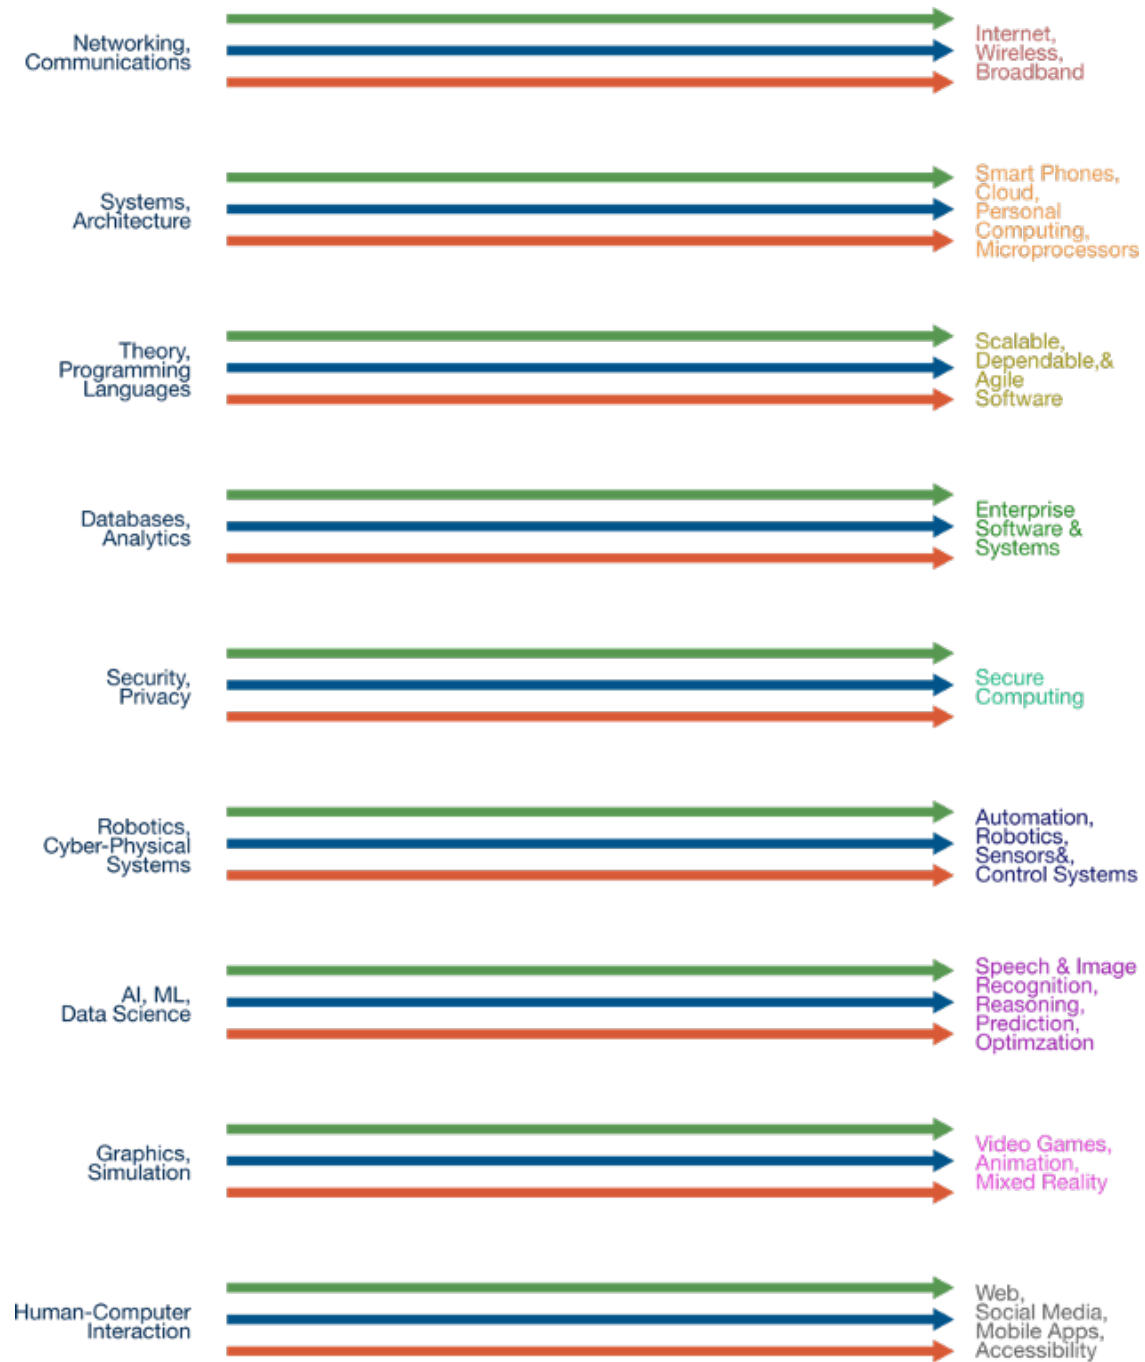 Networking,
Communications
Internet,
Wireless,
Broadband
Systems,
Architecture
Smart Phones,
Cloud,
Personal
Computing,
Microprocessors
Theory,
Programming
Languages
Scalable,
Dependable,&
Agile
Software
Databases,
Analytics
Enterprise
Software &
Systems
Security,
Privacy
Secure
Computing
Robotics,
Cyber-Physical
Systems
Automation,
Robotics,
Sensors&,
Control Systems
AI, ML,
Data Science
Speech & Image
Recognition,
Reasoning,
Prediction,
Optimzation
Graphics,
Simulation
Video Games,
Animation,
Mixed Reality
Human-Computer
Interaction
Web,
Social Media,
Mobile Apps,
Accessibility